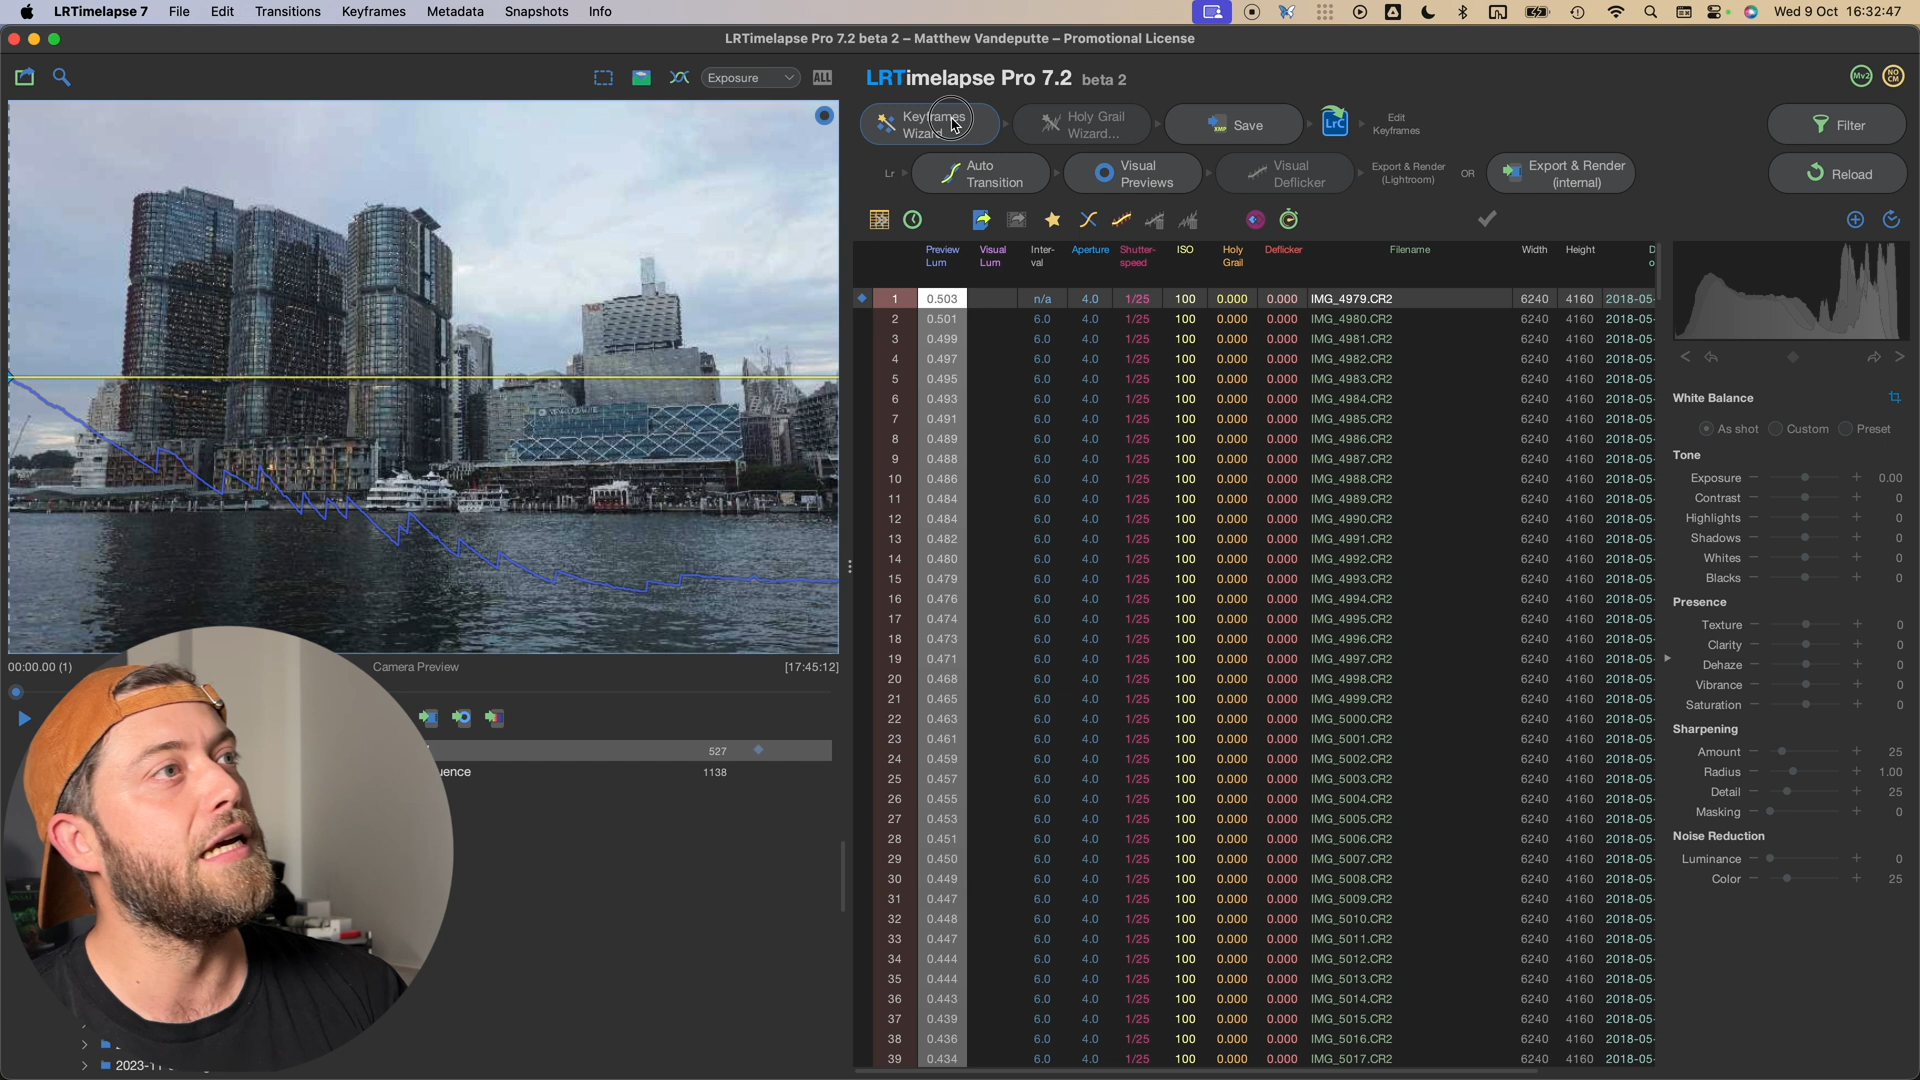 LRTimelapse 7 File Edit Transitions Keyframes Metadata Snapshots Info Wed 9 Oct 16:32:47
LRTimelapse Pro 7.2 beta 2 – Matthew Vandeputte – Promotional License
Exposure ALL
LRTimelapse Pro 7.2 beta 2
Mv2 NO CM
Keyframes Wizard...
Holy Grail Wizard...
Save
LrC
Edit Keyframes
Filter
Lr
Auto Transition
Visual Previews
Visual Deflicker
Export & Render (Lightroom)
OR
Export & Render (internal)
Reload
Preview Lum Visual Lum Inter-val Aperture Shutter-speed ISO Holy Grail Deflicker Filename Width Height
1 0.503 n/a 4.0 1/25 100 0.000 0.000 IMG_4979.CR2 6240 4160 2018-05-
2 0.501 6.0 4.0 1/25 100 0.000 0.000 IMG_4980.CR2 6240 4160 2018-05-
3 0.499 6.0 4.0 1/25 100 0.000 0.000 IMG_4981.CR2 6240 4160 2018-05-
4 0.497 6.0 4.0 1/25 100 0.000 0.000 IMG_4982.CR2 6240 4160 2018-05-
5 0.495 6.0 4.0 1/25 100 0.000 0.000 IMG_4983.CR2 6240 4160 2018-05-
6 0.493 6.0 4.0 1/25 100 0.000 0.000 IMG_4984.CR2 6240 4160 2018-05-
7 0.491 6.0 4.0 1/25 100 0.000 0.000 IMG_4985.CR2 6240 4160 2018-05-
8 0.489 6.0 4.0 1/25 100 0.000 0.000 IMG_4986.CR2 6240 4160 2018-05-
9 0.488 6.0 4.0 1/25 100 0.000 0.000 IMG_4987.CR2 6240 4160 2018-05-
10 0.486 6.0 4.0 1/25 100 0.000 0.000 IMG_4988.CR2 6240 4160 2018-05-
11 0.484 6.0 4.0 1/25 100 0.000 0.000 IMG_4989.CR2 6240 4160 2018-05-
12 0.484 6.0 4.0 1/25 100 0.000 0.000 IMG_4990.CR2 6240 4160 2018-05-
13 0.482 6.0 4.0 1/25 100 0.000 0.000 IMG_4991.CR2 6240 4160 2018-05-
14 0.480 6.0 4.0 1/25 100 0.000 0.000 IMG_4992.CR2 6240 4160 2018-05-
15 0.479 6.0 4.0 1/25 100 0.000 0.000 IMG_4993.CR2 6240 4160 2018-05-
16 0.476 6.0 4.0 1/25 100 0.000 0.000 IMG_4994.CR2 6240 4160 2018-05-
17 0.474 6.0 4.0 1/25 100 0.000 0.000 IMG_4995.CR2 6240 4160 2018-05-
18 0.473 6.0 4.0 1/25 100 0.000 0.000 IMG_4996.CR2 6240 4160 2018-05-
19 0.471 6.0 4.0 1/25 100 0.000 0.000 IMG_4997.CR2 6240 4160 2018-05-
20 0.468 6.0 4.0 1/25 100 0.000 0.000 IMG_4998.CR2 6240 4160 2018-05-
21 0.465 6.0 4.0 1/25 100 0.000 0.000 IMG_4999.CR2 6240 4160 2018-05-
22 0.463 6.0 4.0 1/25 100 0.000 0.000 IMG_5000.CR2 6240 4160 2018-05-
23 0.461 6.0 4.0 1/25 100 0.000 0.000 IMG_5001.CR2 6240 4160 2018-05-
24 0.459 6.0 4.0 1/25 100 0.000 0.000 IMG_5002.CR2 6240 4160 2018-05-
25 0.457 6.0 4.0 1/25 100 0.000 0.000 IMG_5003.CR2 6240 4160 2018-05-
26 0.455 6.0 4.0 1/25 100 0.000 0.000 IMG_5004.CR2 6240 4160 2018-05-
27 0.453 6.0 4.0 1/25 100 0.000 0.000 IMG_5005.CR2 6240 4160 2018-05-
28 0.451 6.0 4.0 1/25 100 0.000 0.000 IMG_5006.CR2 6240 4160 2018-05-
29 0.450 6.0 4.0 1/25 100 0.000 0.000 IMG_5007.CR2 6240 4160 2018-05-
30 0.449 6.0 4.0 1/25 100 0.000 0.000 IMG_5008.CR2 6240 4160 2018-05-
31 0.447 6.0 4.0 1/25 100 0.000 0.000 IMG_5009.CR2 6240 4160 2018-05-
32 0.448 6.0 4.0 1/25 100 0.000 0.000 IMG_5010.CR2 6240 4160 2018-05-
33 0.447 6.0 4.0 1/25 100 0.000 0.000 IMG_5011.CR2 6240 4160 2018-05-
34 0.444 6.0 4.0 1/25 100 0.000 0.000 IMG_5012.CR2 6240 4160 2018-05-
35 0.444 6.0 4.0 1/25 100 0.000 0.000 IMG_5013.CR2 6240 4160 2018-05-
36 0.443 6.0 4.0 1/25 100 0.000 0.000 IMG_5014.CR2 6240 4160 2018-05-
37 0.439 6.0 4.0 1/25 100 0.000 0.000 IMG_5015.CR2 6240 4160 2018-05-
38 0.436 6.0 4.0 1/25 100 0.000 0.000 IMG_5016.CR2 6240 4160 2018-05-
39 0.434 6.0 4.0 1/25 100 0.000 0.000 IMG_5017.CR2 6240 4160 2018-05-
White Balance
As shot Custom Preset
Tone
Exposure 0.00
Contrast 0
Highlights 0
Shadows 0
Whites 0
Blacks 0
Presence
Texture 0
Clarity 0
Dehaze 0
Vibrance 0
Saturation 0
Sharpening
Amount 25
Radius 1.00
Detail 25
Masking 0
Noise Reduction
Luminance 0
Color 25
00:00.00 (1) Camera Preview [17:45:12]
527
uence 1138